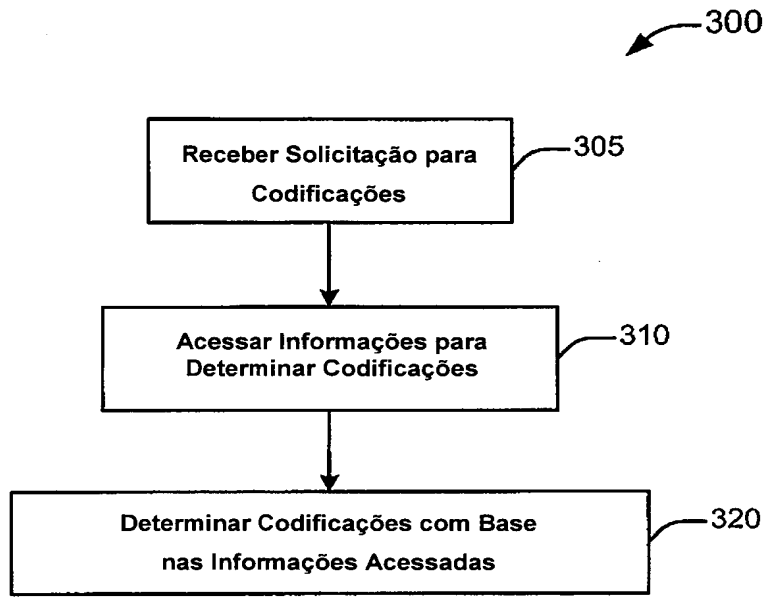 300
Receber Solicitação para
Codificações
305
Acessar Informações para
Determinar Codificações
310
Determinar Codificações com Base
nas Informações Acessadas
320